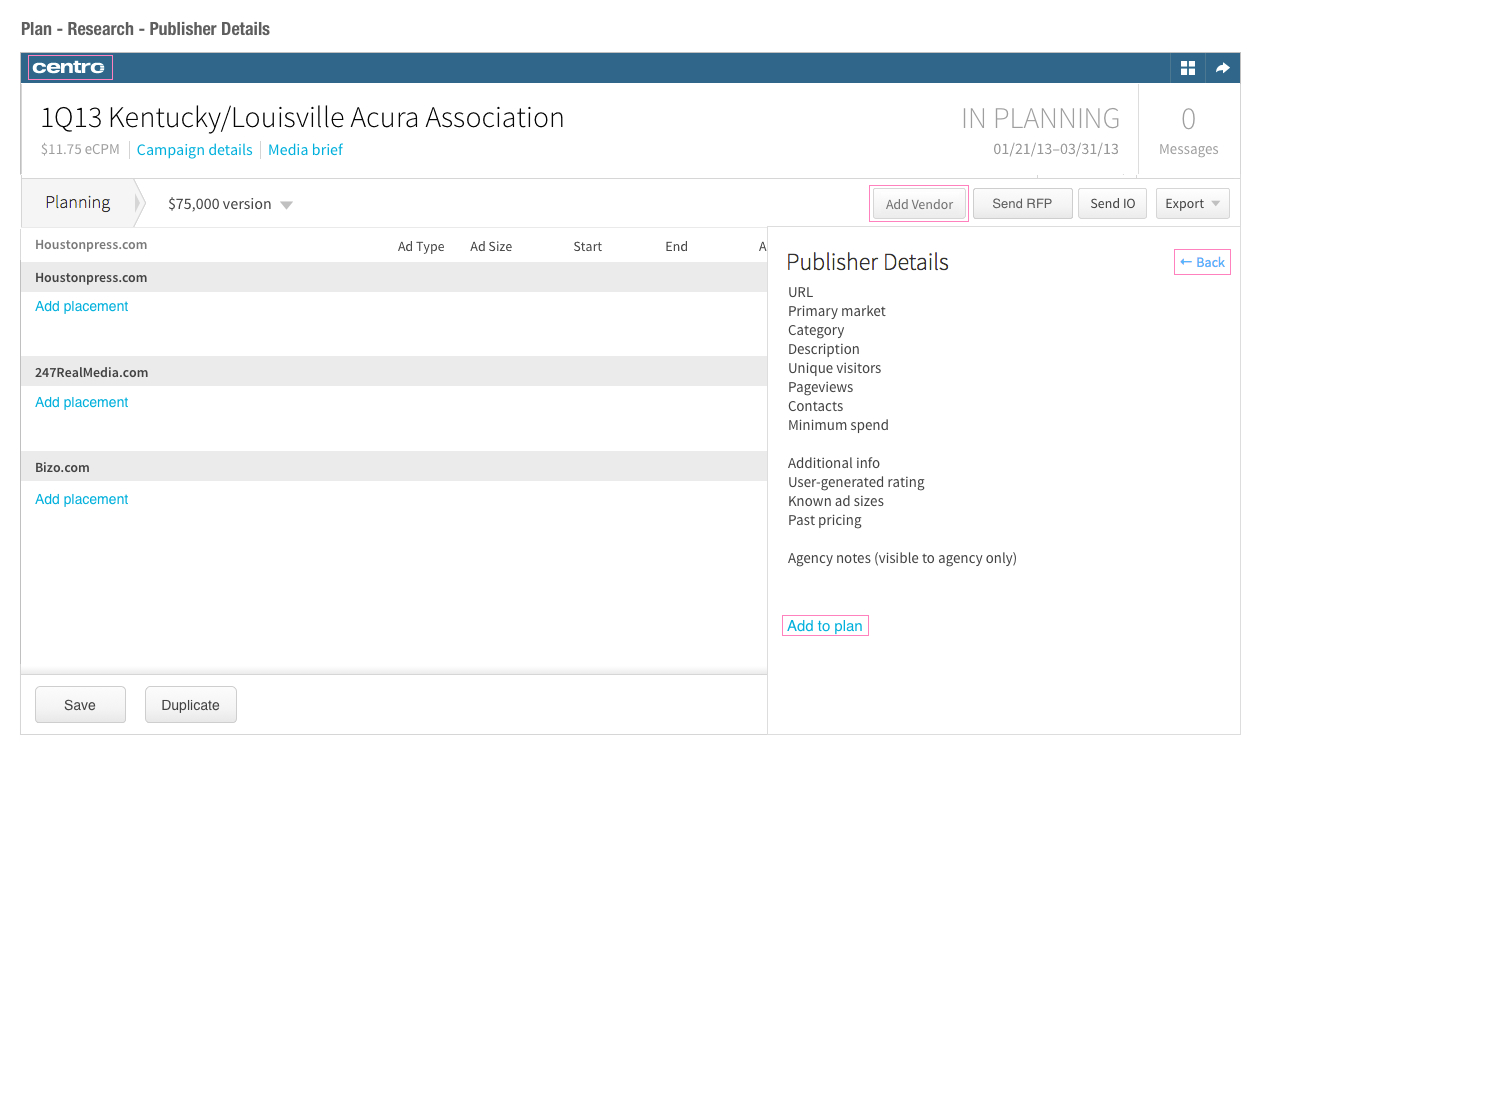 Plan - Research - Publisher Details
centro
1Q13 Kentucky/Louisville Acura Association
IN PLANNING
0
$11.75 eCPM
Campaign details
Media brief
01/21/13–03/31/13
Messages
Planning
$75,000 version
Add Vendor
Send RFP
Send IO
Export
Houstonpress.com
Ad Type
Ad Size
Start
End
A
Publisher Details
← Back
Houstonpress.com
Add placement
247RealMedia.com
Add placement
Bizo.com
Add placement
URL
Primary market
Category
Description
Unique visitors
Pageviews
Contacts
Minimum spend
Additional info
User-generated rating
Known ad sizes
Past pricing
Agency notes (visible to agency only)
Add to plan
Save
Duplicate